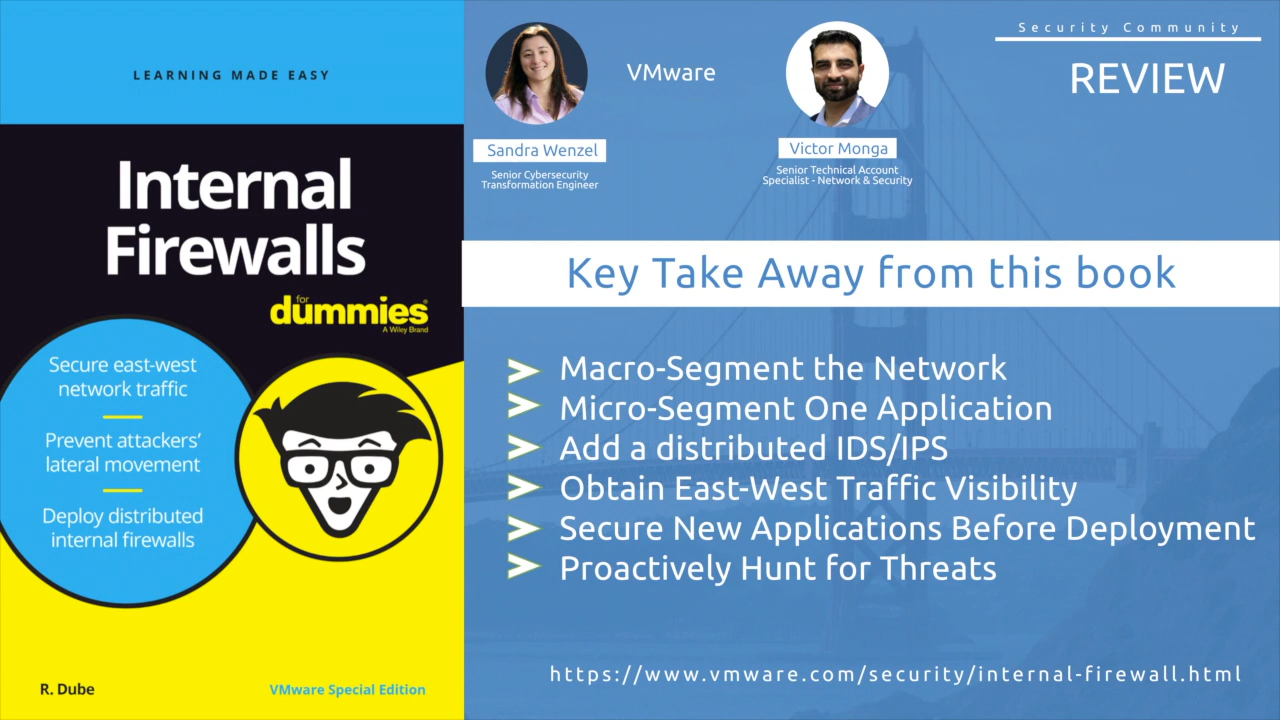 LEARNING MADE EASY
Internal
Firewalls
for
dummies®
A Wiley Brand
Secure east-west
network traffic
Prevent attackers’
lateral movement
Deploy distributed
internal firewalls
R. Dube
VMware Special Edition
VMware
Sandra Wenzel
Senior Cybersecurity
Transformation Engineer
Victor Monga
Senior Technical Account
Specialist - Network & Security
Security Community
REVIEW
Key Take Away from this book
Macro-Segment the Network
Micro-Segment One Application
Add a distributed IDS/IPS
Obtain East-West Traffic Visibility
Secure New Applications Before Deployment
Proactively Hunt for Threats
https://www.vmware.com/security/internal-firewall.html